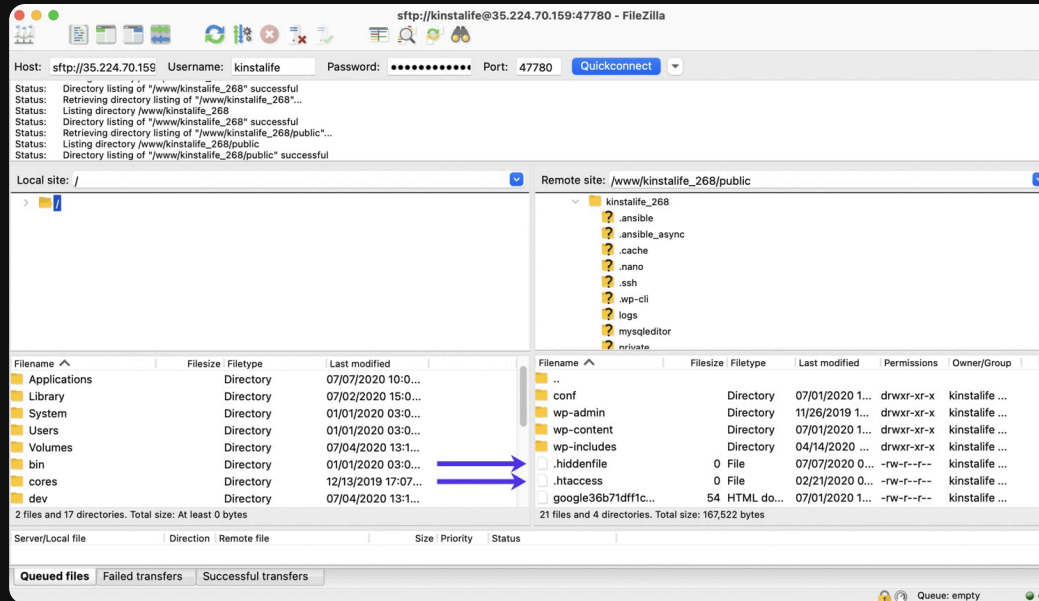 sftp://kinstalife@35.224.70.159:47780 - FileZilla
Host: sftp://35.224.70.159 Username: kinstalife Password: ●●●●●●●●●●●● Port: 47780 Quickconnect
Status: Directory listing of "/www/kinstalife_268" successful
Status: Retrieving directory listing of "/www/kinstalife_268"...
Status: Listing directory /www/kinstalife_268
Status: Directory listing of "/www/kinstalife_268" successful
Status: Retrieving directory listing of "/www/kinstalife_268/public"...
Status: Listing directory /www/kinstalife_268/public
Status: Directory listing of "/www/kinstalife_268/public" successful
Local site: /
/
Filename Filesize Filetype Last modified
Applications Directory 07/07/2020 10:0...
Library Directory 07/02/2020 15:0...
System Directory 01/01/2020 03:0...
Users Directory 01/01/2020 03:0...
Volumes Directory 07/04/2020 13:1...
bin Directory 01/01/2020 03:0...
cores Directory 12/13/2019 17:07...
dev Directory 07/04/2020 13:1...
2 files and 17 directories. Total size: At least 0 bytes
Remote site: /www/kinstalife_268/public
kinstalife_268
.ansible
.ansible_async
.cache
.nano
.ssh
.wp-cli
logs
mysqleditor
private
Filename Filesize Filetype Last modified Permissions Owner/Group
..
conf Directory 07/01/2020 1... drwxr-xr-x kinstalife ...
wp-admin Directory 11/26/2019 1... drwxr-xr-x kinstalife ...
wp-content Directory 07/01/2020 1... drwxr-xr-x kinstalife ...
wp-includes Directory 04/14/2020 ... drwxr-xr-x kinstalife ...
.hiddenfile 0 File 07/07/2020 0... -rw-r--r-- kinstalife ...
.htaccess 0 File 02/21/2020 0... -rw-r--r-- kinstalife ...
google36b71dff1c... 54 HTML do... 07/01/2020 1... -rw-r--r-- kinstalife ...
21 files and 4 directories. Total size: 167,522 bytes
Server/Local file Direction Remote file Size Priority Status
Queued files Failed transfers Successful transfers
Queue: empty